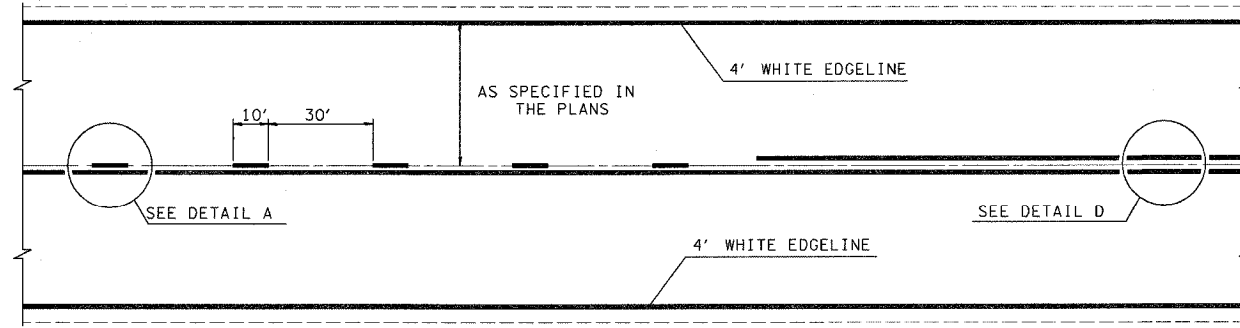 4' WHITE EDGELINE
AS SPECIFIED IN
THE PLANS
10'
30'
SEE DETAIL A
SEE DETAIL D
4' WHITE EDGELINE